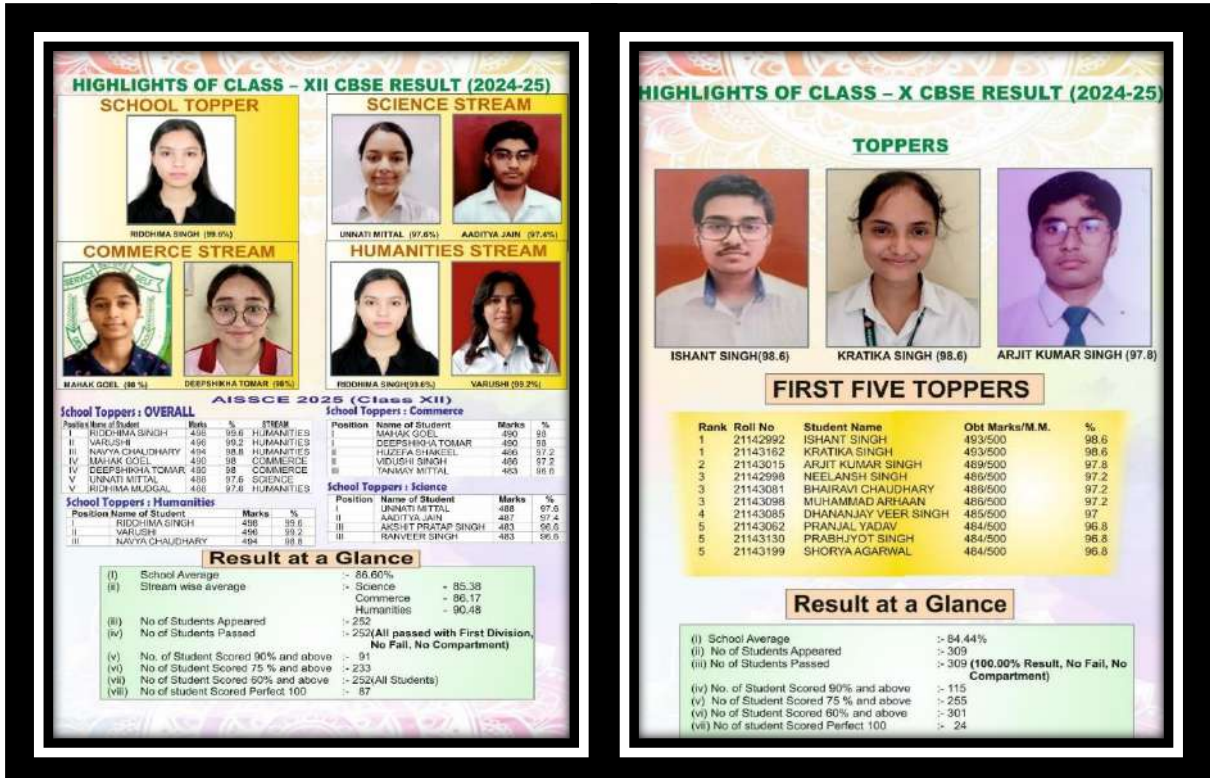 HIGHLIGHTS OF CLASS – XII CBSE RESULT (2024-25)
SCHOOL TOPPER
RIDDHIMA SINGH (99.6%)
SCIENCE STREAM
UNNATI MITTAL (97.6%) AADITYA JAIN (97.4%)
COMMERCE STREAM
MAHAK GOEL (98 %) DEEPSHIKHA TOMAR (98%)
HUMANITIES STREAM
RIDDHIMA SINGH(99.6%) VARUSHI (99.2%)
AISSCE 2025 (Class XII)
School Toppers : OVERALL
Position Name of Student Marks % STREAM
I RIDDHIMA SINGH 498 99.6 HUMANITIES
II VARUSHI 496 99.2 HUMANITIES
III NAVYA CHAUDHARY 494 98.8 HUMANITIES
IV MAHAK GOEL 490 98 COMMERCE
IV DEEPSHIKHA TOMAR 490 98 COMMERCE
V UNNATI MITTAL 488 97.6 SCIENCE
V RIDHIMA MUDGAL 488 97.6 HUMANITIES
School Toppers : Humanities
Position Name of Student Marks %
I RIDDHIMA SINGH 498 99.6
II VARUSHI 496 99.2
III NAVYA CHAUDHARY 494 98.8
School Toppers : Commerce
Position Name of Student Marks %
I MAHAK GOEL 490 98
I DEEPSHIKHA TOMAR 490 98
II HUZEFA SHAKEEL 486 97.2
II VIDUSHI SINGH 486 97.2
III TANMAY MITTAL 483 96.6
School Toppers : Science
Position Name of Student Marks %
I UNNATI MITTAL 488 97.6
II AADITYA JAIN 487 97.4
III AKSHIT PRATAP SINGH 483 96.6
III RANVEER SINGH 483 96.6
Result at a Glance
(i) School Average :- 86.60%
(ii) Stream wise average :- Science - 85.38
Commerce - 86.17
Humanities - 90.48
(iii) No of Students Appeared :- 252
(iv) No of Students Passed :- 252(All passed with First Division,
No Fail, No Compartment)
(v) No. of Student Scored 90% and above :- 91
(vi) No of Student Scored 75 % and above :- 233
(vii) No of Student Scored 60% and above :- 252(All Students)
(viii) No of student Scored Perfect 100 :- 87
HIGHLIGHTS OF CLASS – X CBSE RESULT (2024-25)
TOPPERS
ISHANT SINGH(98.6) KRATIKA SINGH (98.6) ARJIT KUMAR SINGH (97.8)
FIRST FIVE TOPPERS
Rank Roll No Student Name Obt Marks/M.M. %
1 21142992 ISHANT SINGH 493/500 98.6
1 21143162 KRATIKA SINGH 493/500 98.6
2 21143015 ARJIT KUMAR SINGH 489/500 97.8
3 21142998 NEELANSH SINGH 486/500 97.2
3 21143081 BHAIRAVI CHAUDHARY 486/500 97.2
3 21143098 MUHAMMAD ARHAAN 486/500 97.2
4 21143085 DHANANJAY VEER SINGH 485/500 97
5 21143062 PRANJAL YADAV 484/500 96.8
5 21143130 PRABHJYOT SINGH 484/500 96.8
5 21143199 SHORYA AGARWAL 484/500 96.8
Result at a Glance
(i) School Average :- 84.44%
(ii) No of Students Appeared :- 309
(iii) No of Students Passed :- 309 (100.00% Result, No Fail, No
Compartment)
(iv) No. of Student Scored 90% and above :- 115
(v) No of Student Scored 75 % and above :- 255
(vi) No of Student Scored 60% and above :- 301
(vii) No of Student Scored Perfect 100 :- 24